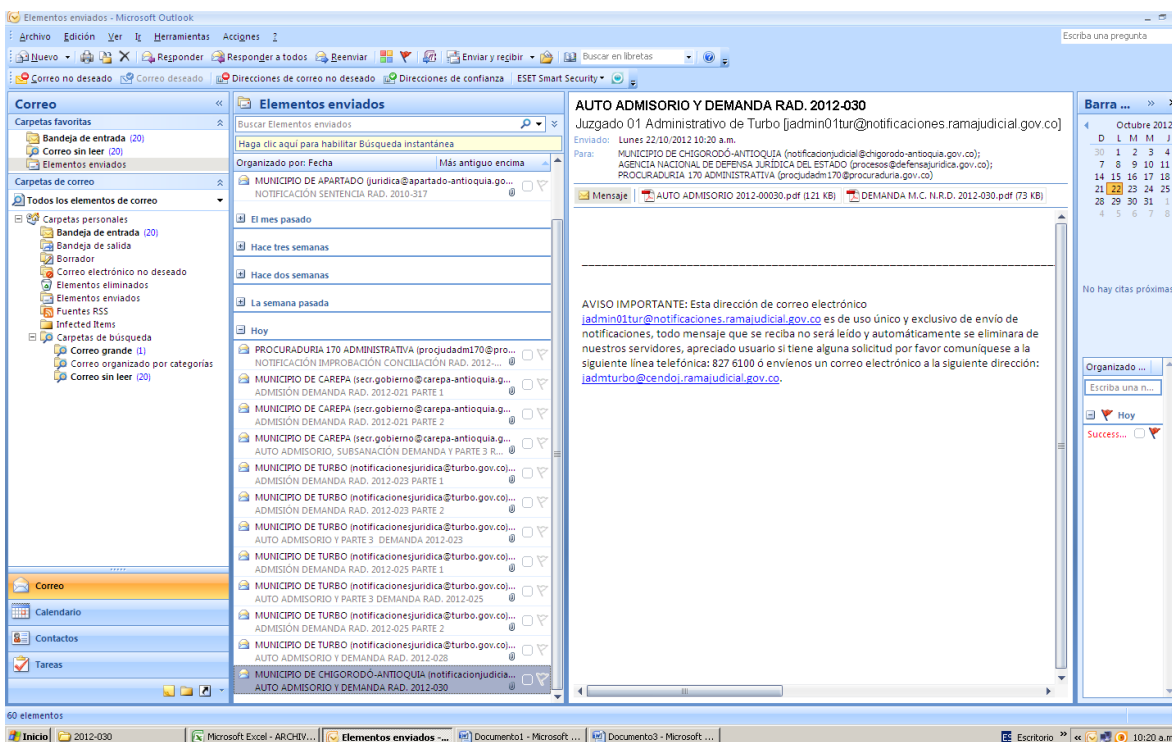 Elementos enviados - Microsoft Outlook
Archivo Edición Ver Ir Herramientas Acciones ?
Escriba una pregunta
Nuevo Responder Responder a todos Reenviar Enviar y recibir Buscar en libretas
Correo no deseado Correo deseado Direcciones de correo no deseado Direcciones de confianza ESET Smart Security
Correo
Carpetas favoritas
Bandeja de entrada (20)
Correo sin leer (20)
Elementos enviados
Carpetas de correo
Todos los elementos de correo
Carpetas personales
Bandeja de entrada (20)
Bandeja de salida
Borrador
Correo electrónico no deseado
Elementos eliminados
Elementos enviados
Fuentes RSS
Infected Items
Carpetas de búsqueda
Correo grande (1)
Correo organizado por categorías
Correo sin leer (20)
Correo
Calendario
Contactos
Tareas
Elementos enviados
Buscar Elementos enviados
Haga clic aquí para habilitar Búsqueda instantánea
Organizado por: Fecha Más antiguo encima
MUNICIPIO DE APARTADO (juridica@apartado-antioquia.go...
NOTIFICACIÓN SENTENCIA RAD. 2010-317
El mes pasado
Hace tres semanas
Hace dos semanas
La semana pasada
Hoy
PROCURADURIA 170 ADMINISTRATIVA (procjudadm170@pro...
NOTIFICACIÓN IMPROBACIÓN CONCILIACIÓN RAD. 2012-...
MUNICIPIO DE CAREPA (secr.gobierno@carepa-antioquia.g...
ADMISIÓN DEMANDA RAD. 2012-021 PARTE 1
MUNICIPIO DE CAREPA (secr.gobierno@carepa-antioquia.g...
ADMISIÓN DEMANDA RAD. 2012-021 PARTE 2
MUNICIPIO DE CAREPA (secr.gobierno@carepa-antioquia.g...
AUTO ADMISORIO, SUBSANACIÓN DEMANDA Y PARTE 3 R...
MUNICIPIO DE TURBO (notificacionesjuridica@turbo.gov.co)...
ADMISIÓN DEMANDA RAD. 2012-023 PARTE 1
MUNICIPIO DE TURBO (notificacionesjuridica@turbo.gov.co)...
ADMISIÓN DEMANDA RAD. 2012-023 PARTE 2
MUNICIPIO DE TURBO (notificacionesjuridica@turbo.gov.co)...
AUTO ADMISORIO Y PARTE 3 DEMANDA 2012-023
MUNICIPIO DE TURBO (notificacionesjuridica@turbo.gov.co)...
ADMISIÓN DEMANDA RAD. 2012-025 PARTE 1
MUNICIPIO DE TURBO (notificacionesjuridica@turbo.gov.co)...
AUTO ADMISORIO Y PARTE 3 DEMANDA RAD. 2012-025
MUNICIPIO DE TURBO (notificacionesjuridica@turbo.gov.co)...
ADMISIÓN DEMANDA RAD. 2012-025 PARTE 2
MUNICIPIO DE TURBO (notificacionesjuridica@turbo.gov.co)...
AUTO ADMISORIO Y DEMANDA RAD. 2012-028
MUNICIPIO DE CHIGORODÓ-ANTIOQUIA (notificacionjudicia...
AUTO ADMISORIO Y DEMANDA RAD. 2012-030
AUTO ADMISORIO Y DEMANDA RAD. 2012-030
Juzgado 01 Administrativo de Turbo [jadmin01tur@notificaciones.ramajudicial.gov.co]
Enviado: Lunes 22/10/2012 10:20 a.m.
Para: MUNICIPIO DE CHIGORODÓ-ANTIOQUIA (notificacionjudicial@chigorodo-antioquia.gov.co);
AGENCIA NACIONAL DE DEFENSA JURÍDICA DEL ESTADO (procesos@defensajuridica.gov.co);
PROCURADURIA 170 ADMINISTRATIVA (procjudadm170@procuraduria.gov.co)
Mensaje AUTO ADMISORIO 2012-00030.pdf (121 KB) DEMANDA M.C. N.R.D. 2012-030.pdf (73 KB)
AVISO IMPORTANTE: Esta dirección de correo electrónico
jadmin01tur@notificaciones.ramajudicial.gov.co es de uso único y exclusivo de envío de
notificaciones, todo mensaje que se reciba no será leído y automáticamente se eliminara de
nuestros servidores, apreciado usuario si tiene alguna solicitud por favor comuníquese a la
siguiente línea telefónica: 827 6100 ó envíenos un correo electrónico a la siguiente dirección:
jadmturbo@cendoj.ramajudicial.gov.co.
Barra ...
Octubre 2012
D L M M J
30 1 2 3 4
7 8 9 10 11
14 15 16 17 18
21 22 23 24 25
28 29 30 31 1
4 5 6 7 8
No hay citas próximas
Organizado ...
Escriba una n...
Hoy
Success...
60 elementos
Inicio 2012-030 Microsoft Excel - ARCHIV... Elementos enviados -... Documento1 - Microsoft ... Documento3 - Microsoft ... Escritorio 10:20 a.m